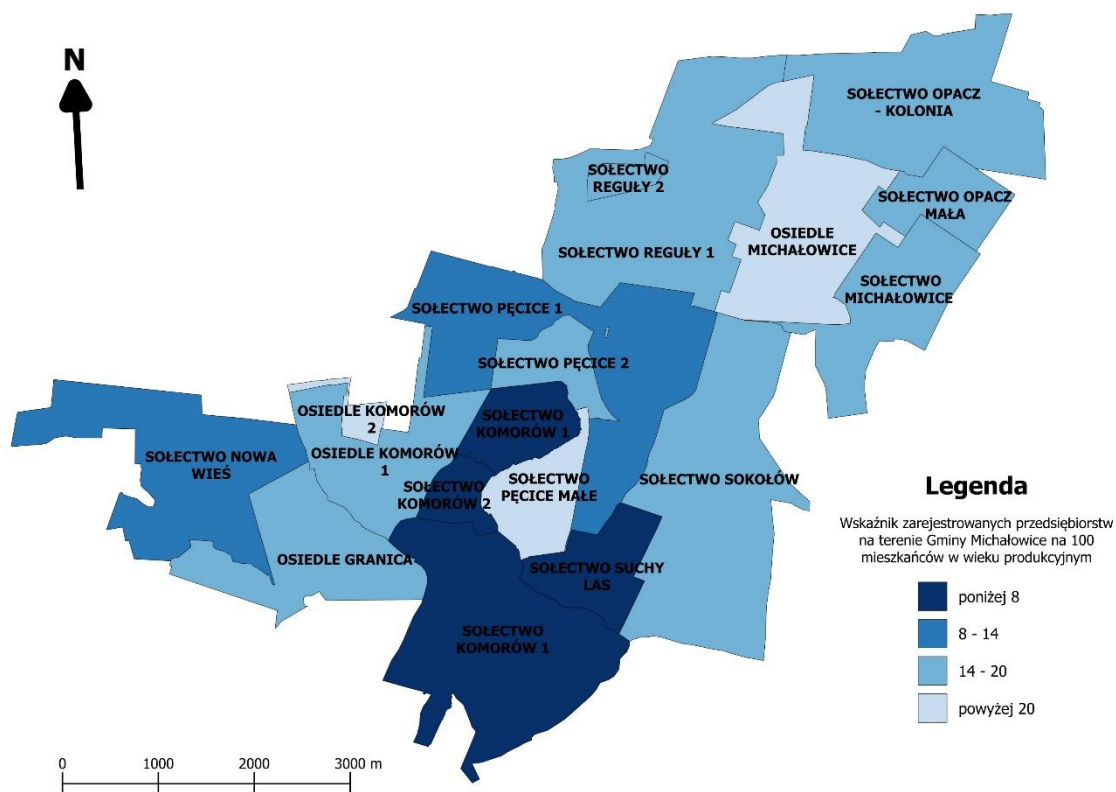 N
SOŁECTWO OPACZ
- KOLONIA
SOŁECTWO
REGUŁY 2
SOŁECTWO OPACZ
MAŁA
OSIEDLE
MICHAŁOWICE
SOŁECTWO REGUŁY 1
SOŁECTWO
MICHAŁOWICE
SOŁECTWO PĘCICE 1
SOŁECTWO PĘCICE 2
OSIEDLE KOMORÓW
2
SOŁECTWO
KOMORÓW 1
SOŁECTWO NOWA
WIEŚ
OSIEDLE KOMORÓW
1
SOŁECTWO
PĘCICE MAŁE
SOŁECTWO SOKOŁÓW
SOŁECTWO
KOMORÓW 2
OSIEDLE GRANICA
SOŁECTWO SUCHY
LAS
SOŁECTWO
KOMORÓW 1
Legenda
Wskaźnik zarejestrowanych przedsiębiorstw
na terenie Gminy Michałowice na 100
mieszkańców w wieku produkcyjnym
poniżej 8
8 - 14
14 - 20
powyżej 20
0 1000 2000 3000 m